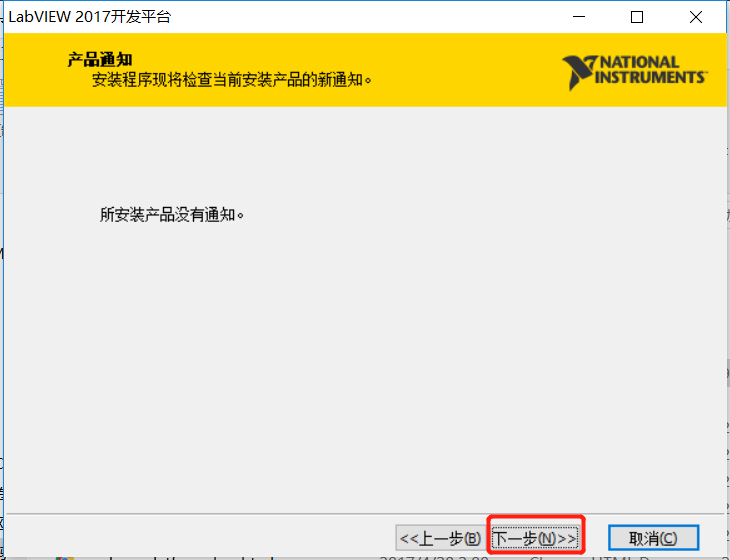 LabVIEW 2017开发平台
产品通知
安装程序现将检查当前安装产品的新通知。
NATIONAL
INSTRUMENTS™
所安装产品没有通知。
<<上一步(B) 下一步(N)>> 取消(C)